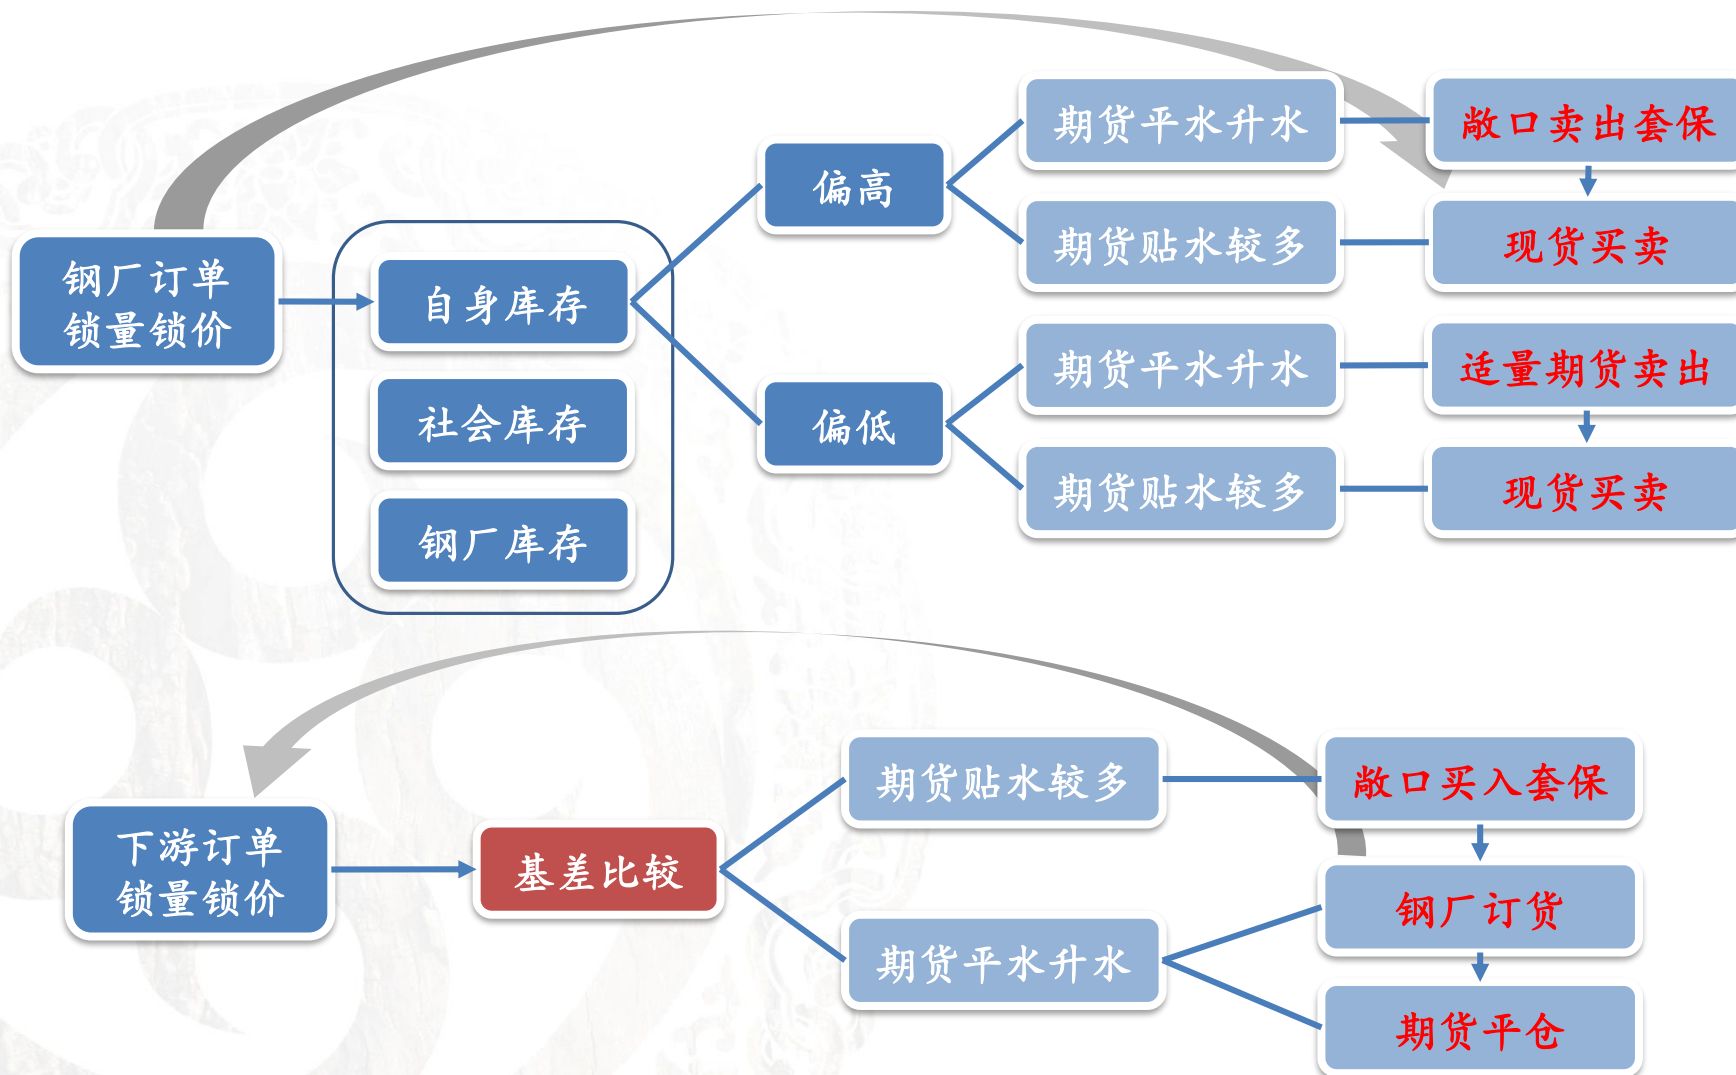 钢厂订单
锁量锁价
自身库存
社会库存
钢厂库存
偏高
偏低
期货平水升水
期货贴水较多
期货平水升水
期货贴水较多
敞口卖出套保
现货买卖
适量期货卖出
现货买卖
下游订单
锁量锁价
基差比较
期货贴水较多
期货平水升水
敞口买入套保
钢厂订货
期货平仓